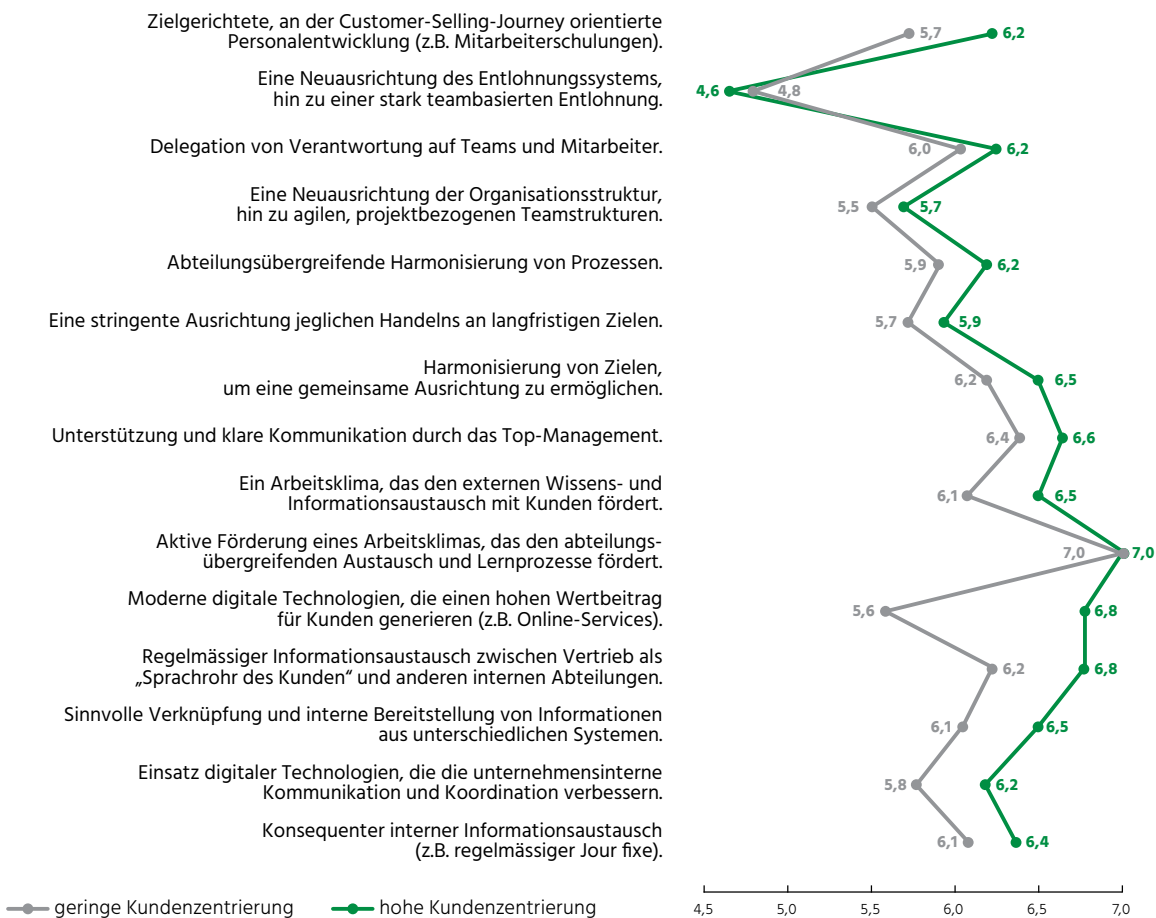 Zielgerichtete, an der Customer-Selling-Journey orientierte
Personalentwicklung (z.B. Mitarbeiterschulungen).
5,7
6,2
Eine Neuausrichtung des Entlohnungssystems,
hin zu einer stark teambasierten Entlohnung.
4,6
4,8
Delegation von Verantwortung auf Teams und Mitarbeiter.
6,0
6,2
Eine Neuausrichtung der Organisationsstruktur,
hin zu agilen, projektbezogenen Teamstrukturen.
5,5
5,7
Abteilungsübergreifende Harmonisierung von Prozessen.
5,9
6,2
Eine stringente Ausrichtung jeglichen Handelns an langfristigen Zielen.
5,7
5,9
Harmonisierung von Zielen,
um eine gemeinsame Ausrichtung zu ermöglichen.
6,2
6,5
Unterstützung und klare Kommunikation durch das Top-Management.
6,4
6,6
Ein Arbeitsklima, das den externen Wissens- und
Informationsaustausch mit Kunden fördert.
6,1
6,5
Aktive Förderung eines Arbeitsklimas, das den abteilungs-
übergreifenden Austausch und Lernprozesse fördert.
7,0
7,0
Moderne digitale Technologien, die einen hohen Wertbeitrag
für Kunden generieren (z.B. Online-Services).
5,6
6,8
Regelmässiger Informationsaustausch zwischen Vertrieb als
„Sprachrohr des Kunden“ und anderen internen Abteilungen.
6,2
6,8
Sinnvolle Verknüpfung und interne Bereitstellung von Informationen
aus unterschiedlichen Systemen.
6,1
6,5
Einsatz digitaler Technologien, die die unternehmensinterne
Kommunikation und Koordination verbessern.
5,8
6,2
Konsequenter interner Informationsaustausch
(z.B. regelmässiger Jour fixe).
6,1
6,4
geringe Kundenzentrierung
hohe Kundenzentrierung
4,5 5,0 5,5 6,0 6,5 7,0